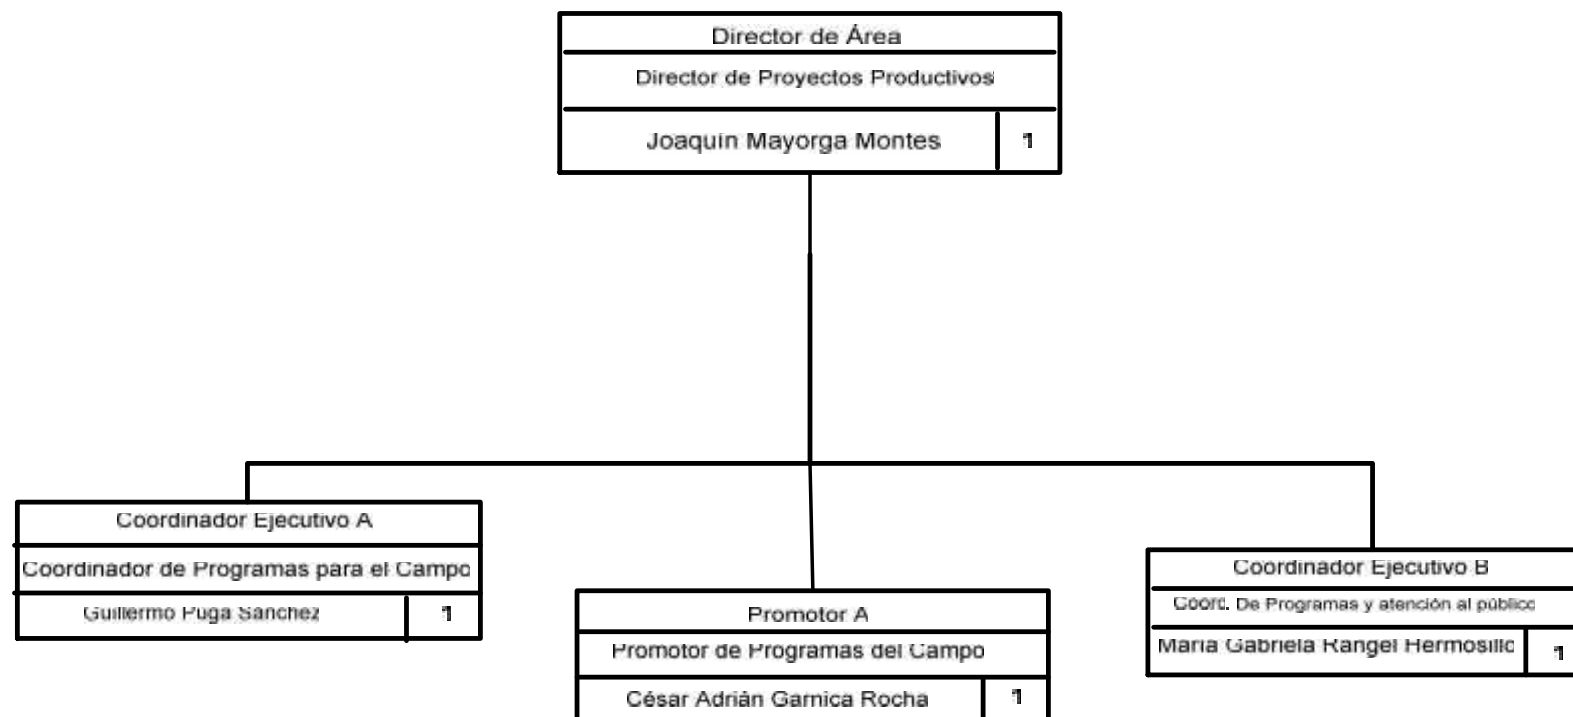 Director de Área
Director de Proyectos Productivos
Joaquín Mayorga Montes 1
Coordinador Ejecutivo A
Coordinador de Programas para el Campo
Guillermo Puga Sánchez 1
Promotor A
Promotor de Programas del Campo
César Adrián Garnica Rocha 1
Coordinador Ejecutivo B
Coord. De Programas y atención al público
María Gabriela Rangel Hermosillo 1